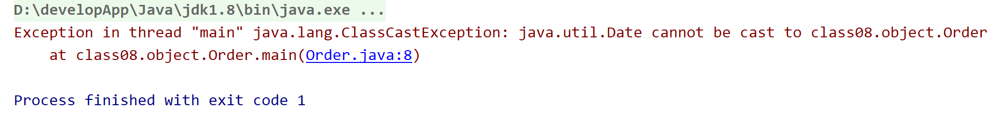 D:\developApp\Java\jdk1.8\bin\java.exe ...
Exception in thread "main" java.lang.ClassCastException: java.util.Date cannot be cast to class08.object.Order
    at class08.object.Order.main(Order.java:8)
Process finished with exit code 1